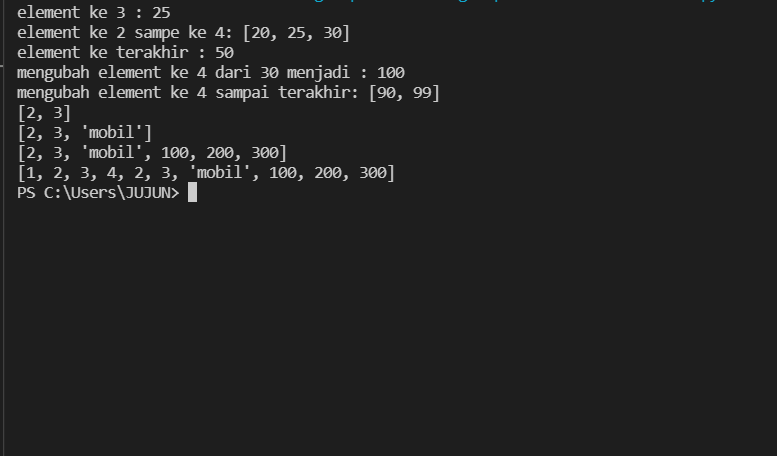 element ke 3 : 25
element ke 2 sampe ke 4: [20, 25, 30]
element ke terakhir : 50
mengubah element ke 4 dari 30 menjadi : 100
mengubah element ke 4 sampai terakhir: [90, 99]
[2, 3]
[2, 3, 'mobil']
[2, 3, 'mobil', 100, 200, 300]
[1, 2, 3, 4, 2, 3, 'mobil', 100, 200, 300]
PS C:\Users\JUJUN>